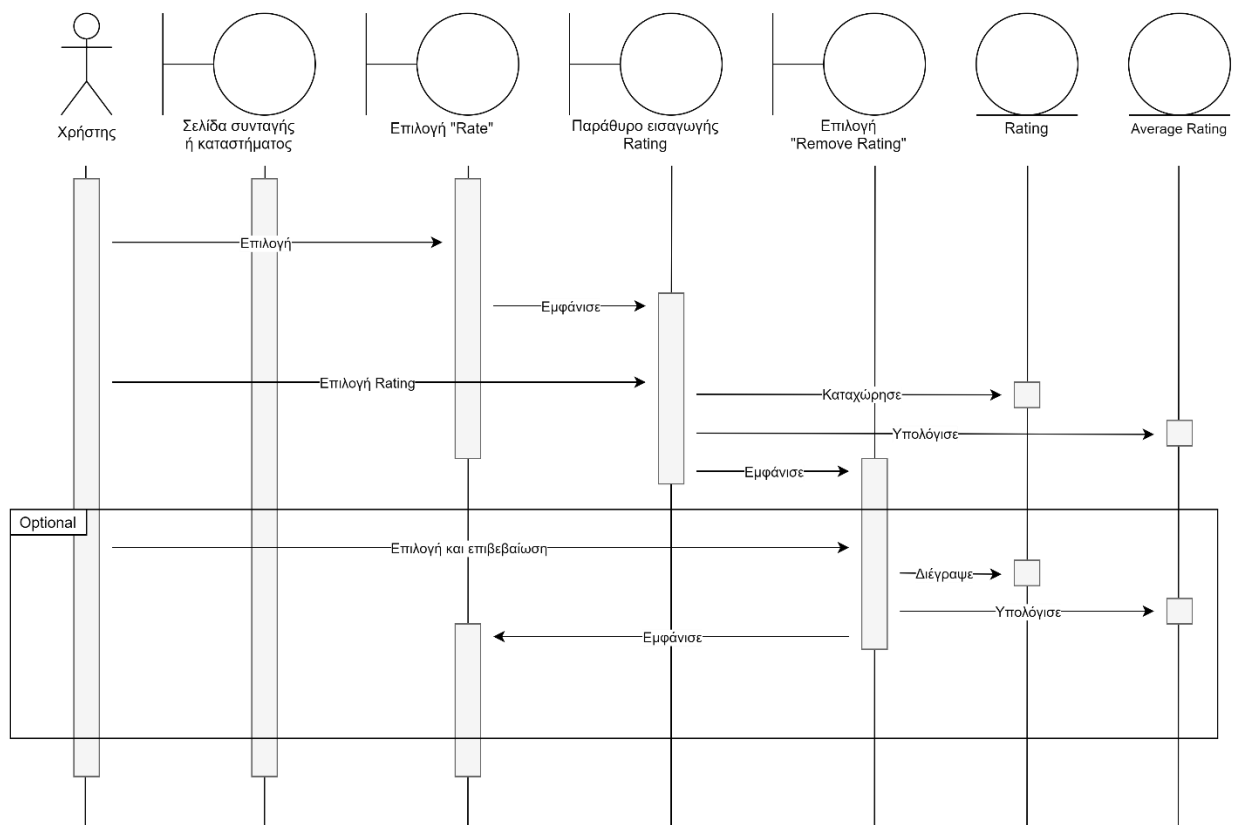 Χρήστης
Σελίδα συνταγής
ή καταστήματος
Επιλογή "Rate"
Παράθυρο εισαγωγής
Rating
Επιλογή
"Remove Rating"
Rating
Average Rating
Επιλογή
Εμφάνισε
Επιλογή Rating
Καταχώρησε
Υπολόγισε
Εμφάνισε
Optional
Επιλογή και επιβεβαίωση
Διέγραψε
Υπολόγισε
Εμφάνισε